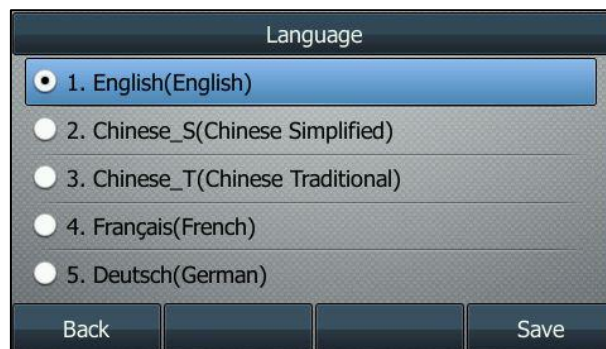 Language
1. English(English)
2. Chinese_S(Chinese Simplified)
3. Chinese_T(Chinese Traditional)
4. Français(French)
5. Deutsch(German)
Back Save